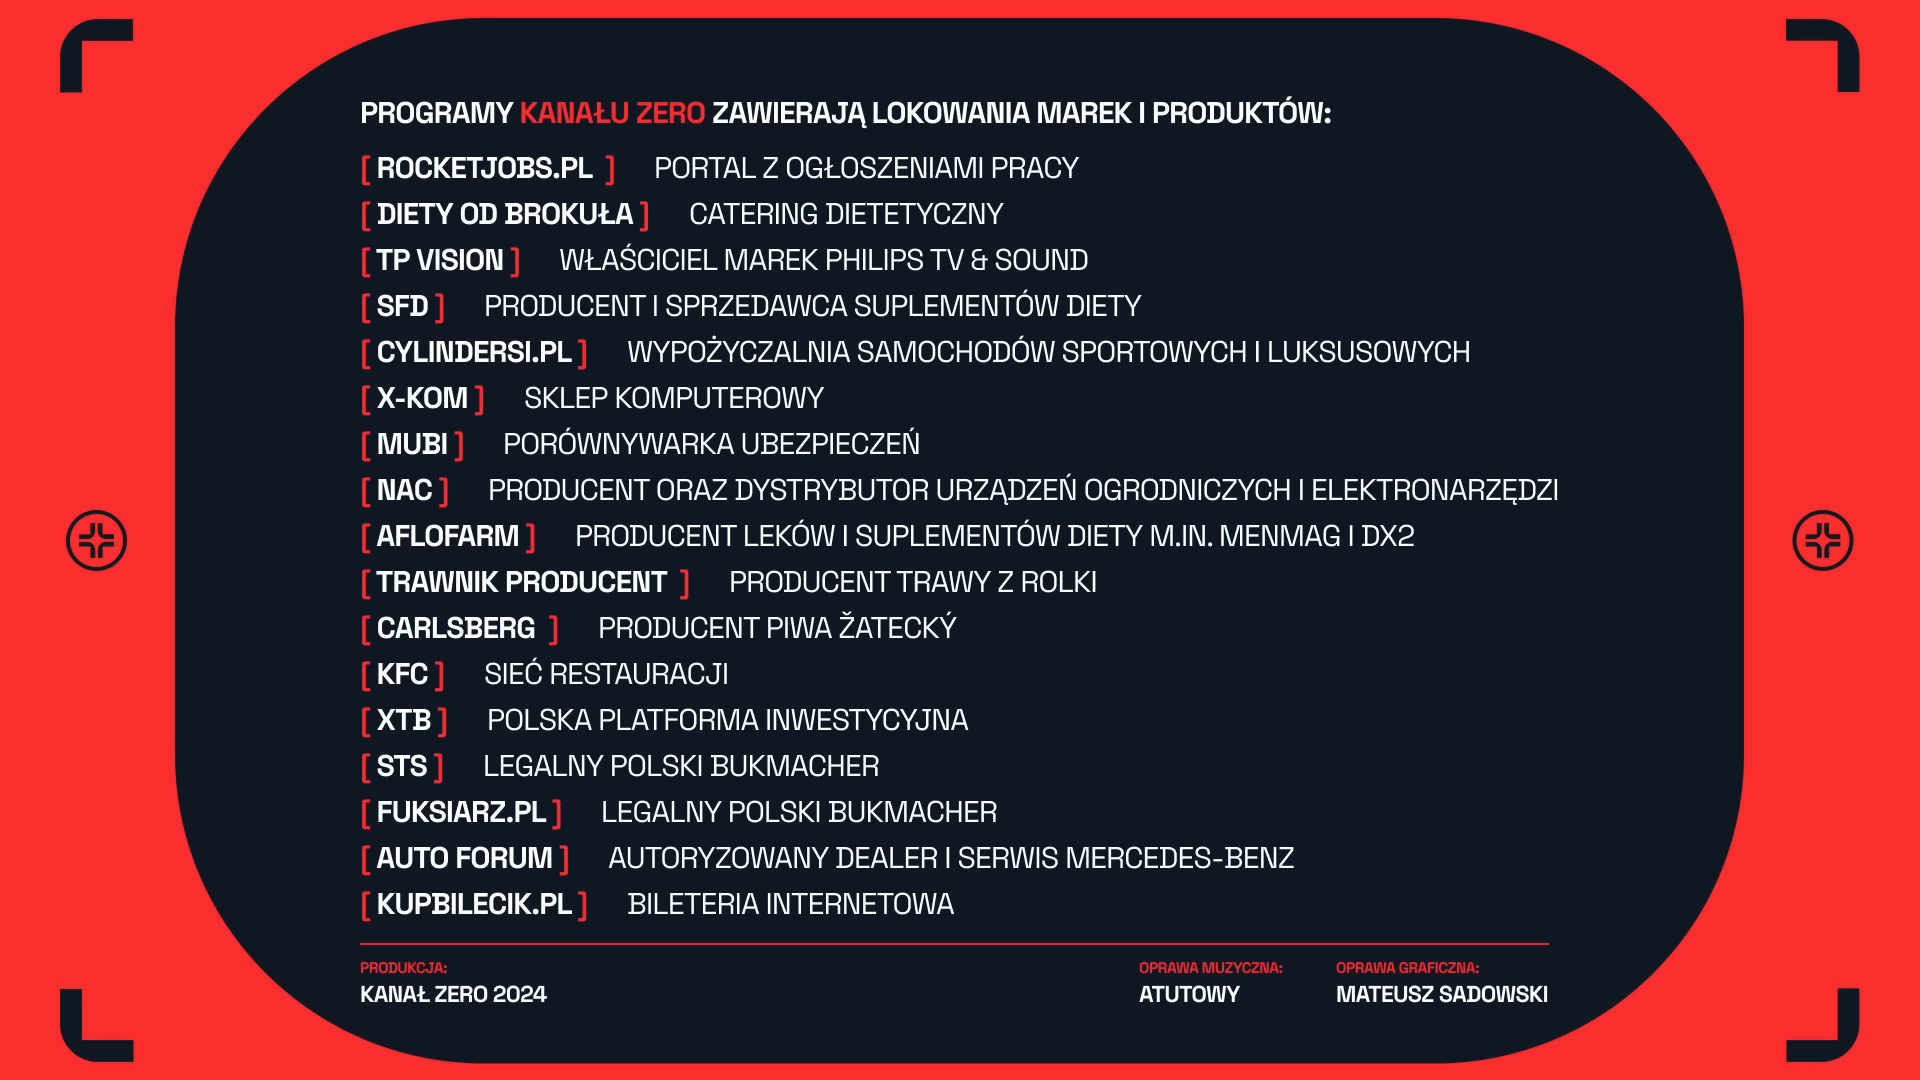 PROGRAMY KANAŁU ZERO ZAWIERAJĄ LOKOWANIA MAREK I PRODUKTÓW:
[ ROCKETJOBS.PL ] PORTAL Z OGŁOSZENIAMI PRACY
[ DIETY OD BROKUŁA ] CATERING DIETETYCZNY
[ TP VISION ] WŁAŚCICIEL MAREK PHILIPS TV & SOUND
[ SFD ] PRODUCENT I SPRZEDAWCA SUPLEMENTÓW DIETY
[ CYLINDERSI.PL ] WYPOŻYCZALNIA SAMOCHODÓW SPORTOWYCH I LUKSUSOWYCH
[ X-KOM ] SKLEP KOMPUTEROWY
[ MUBI ] PORÓWNYWARKA UBEZPIECZEŃ
[ NAC ] PRODUCENT ORAZ DYSTRYBUTOR URZĄDZEŃ OGRODNICZYCH I ELEKTRONARZĘDZI
[ AFLOFARM ] PRODUCENT LEKÓW I SUPLEMENTÓW DIETY M.IN. MENMAG I DX2
[ TRAWNIK PRODUCENT ] PRODUCENT TRAWY Z ROLKI
[ CARLSBERG ] PRODUCENT PIWA ŽATECKÝ
[ KFC ] SIEĆ RESTAURACJI
[ XTB ] POLSKA PLATFORMA INWESTYCYJNA
[ STS ] LEGALNY POLSKI BUKMACHER
[ FUKSIARZ.PL ] LEGALNY POLSKI BUKMACHER
[ AUTO FORUM ] AUTORYZOWANY DEALER I SERWIS MERCEDES-BENZ
[ KUPBILECIK.PL ] BILETERIA INTERNETOWA
PRODUKCJA: OPRAWA MUZYCZNA: OPRAWA GRAFICZNA:
KANAŁ ZERO 2024 ATUTOWY MATEUSZ SADOWSKI